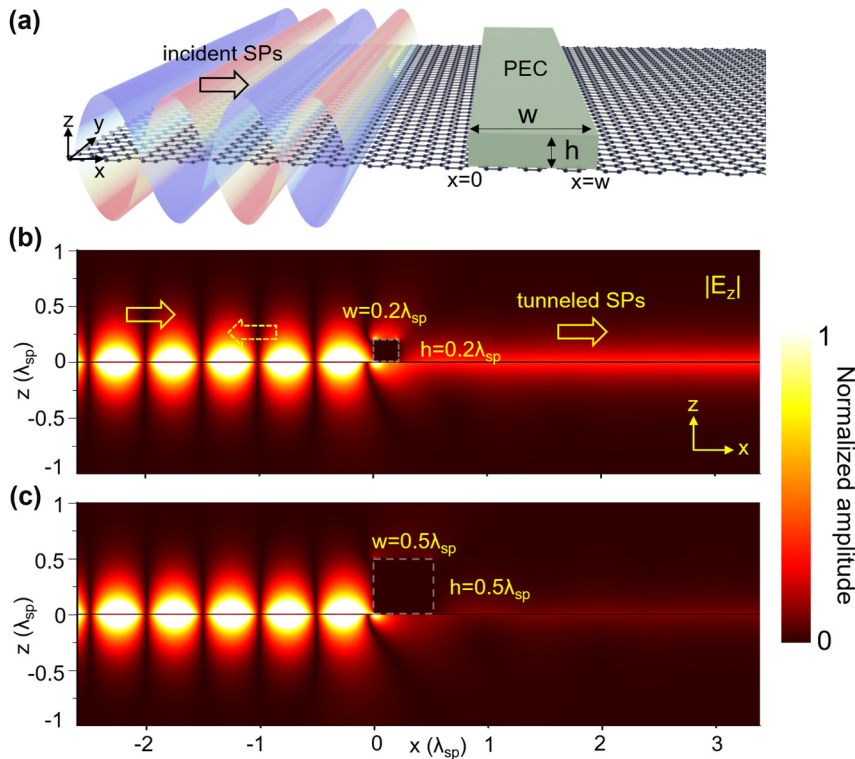 (a)
incident SPs
PEC
w
h
z
y
x
x=0
x=w
(b)
1
0.5
0
-0.5
-1
z (λsp)
w=0.2λsp
h=0.2λsp
tunneled SPs
|Ez|
z
x
1
Normalized amplitude
0
(c)
1
0.5
0
-0.5
-1
z (λsp)
w=0.5λsp
h=0.5λsp
-2
-1
0
1
2
3
x (λsp)